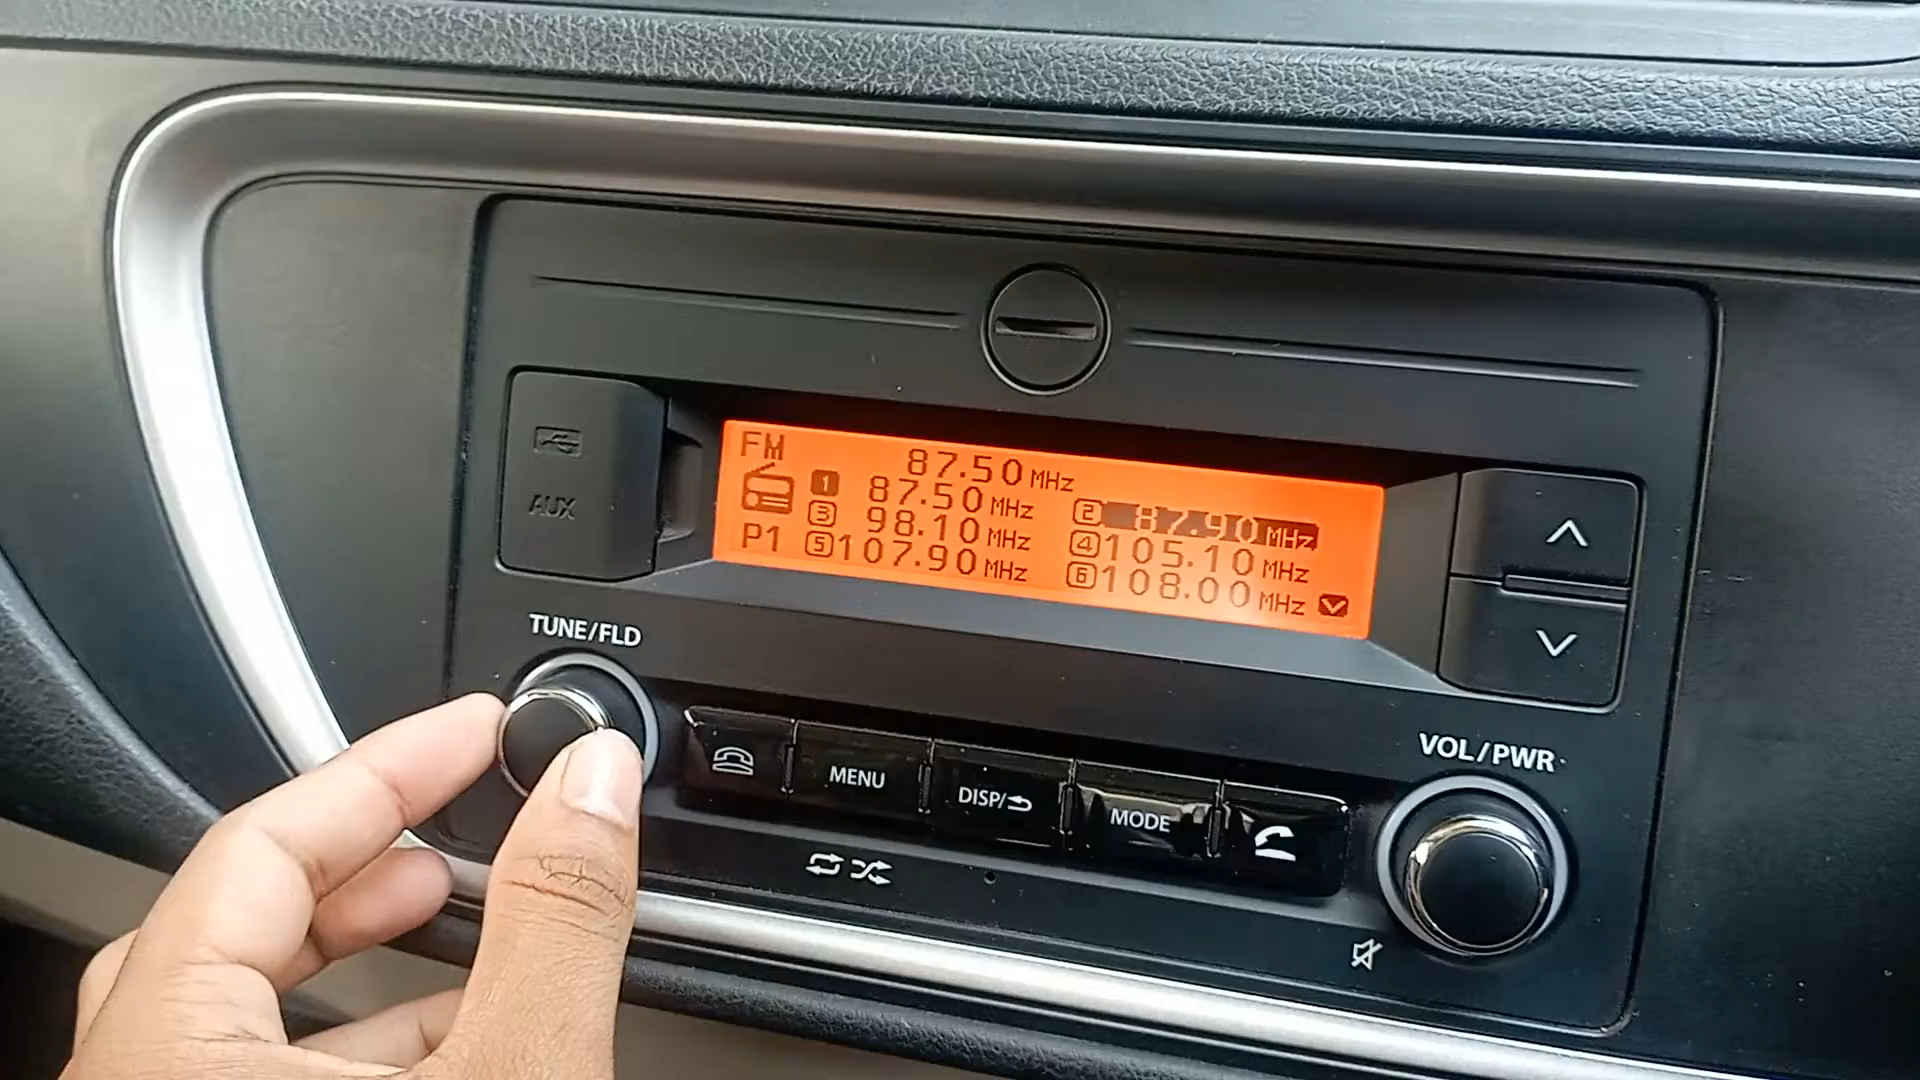 FM 87.50 MHz
1 87.50 MHz 2 87.90 MHz
3 98.10 MHz 4 105.10 MHz
P1 5 107.90 MHz 6 108.00 MHz
AUX
TUNE/FLD
MENU
DISP/
MODE
VOL/PWR